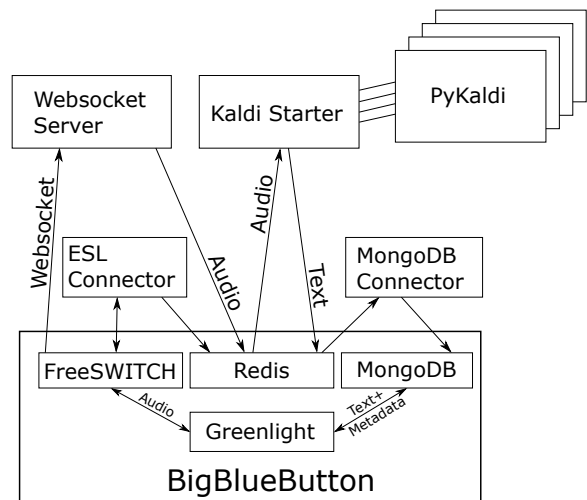 PyKaldi
Websocket
Server
Kaldi Starter
Websocket
Audio
Audio
Text
ESL
Connector
MongoDB
Connector
FreeSWITCH
Redis
MongoDB
Audio
Greenlight
Text+
Metadata
BigBlueButton